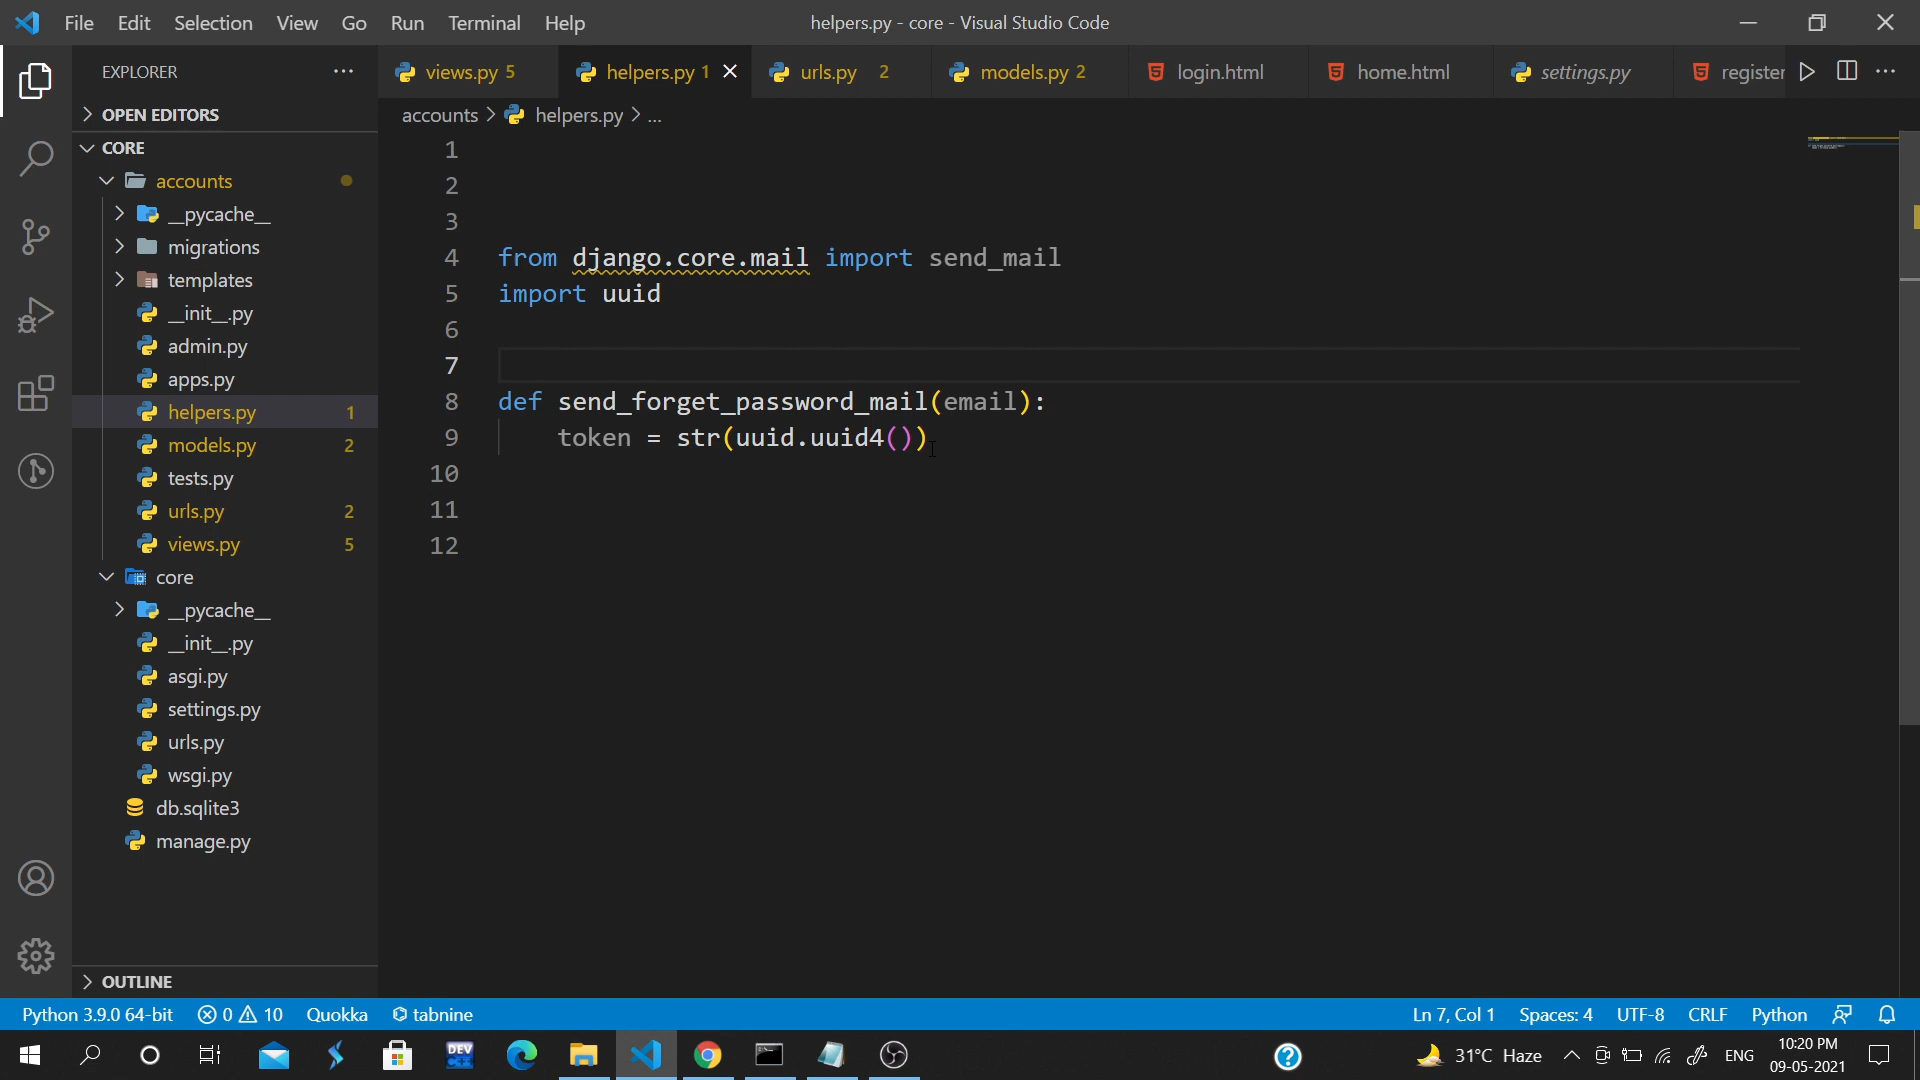 File Edit Selection View Go Run Terminal Help helpers.py - core - Visual Studio Code
EXPLORER
views.py 5 helpers.py 1 urls.py 2 models.py 2 login.html home.html settings.py register
OPEN EDITORS
accounts > helpers.py > ...
CORE
accounts
__pycache__
migrations
templates
__init__.py
admin.py
apps.py
helpers.py 1
models.py 2
tests.py
urls.py 2
views.py 5
core
__pycache__
__init__.py
asgi.py
settings.py
urls.py
wsgi.py
db.sqlite3
manage.py
OUTLINE
1
2
3
4 from django.core.mail import send_mail
5 import uuid
6
7
8 def send_forget_password_mail(email):
9 token = str(uuid.uuid4())
10
11
12
Python 3.9.0 64-bit 0 10 Quokka tabnine Ln 7, Col 1 Spaces: 4 UTF-8 CRLF Python
DEV C++ 31°C Haze ENG 10:20 PM
09-05-2021